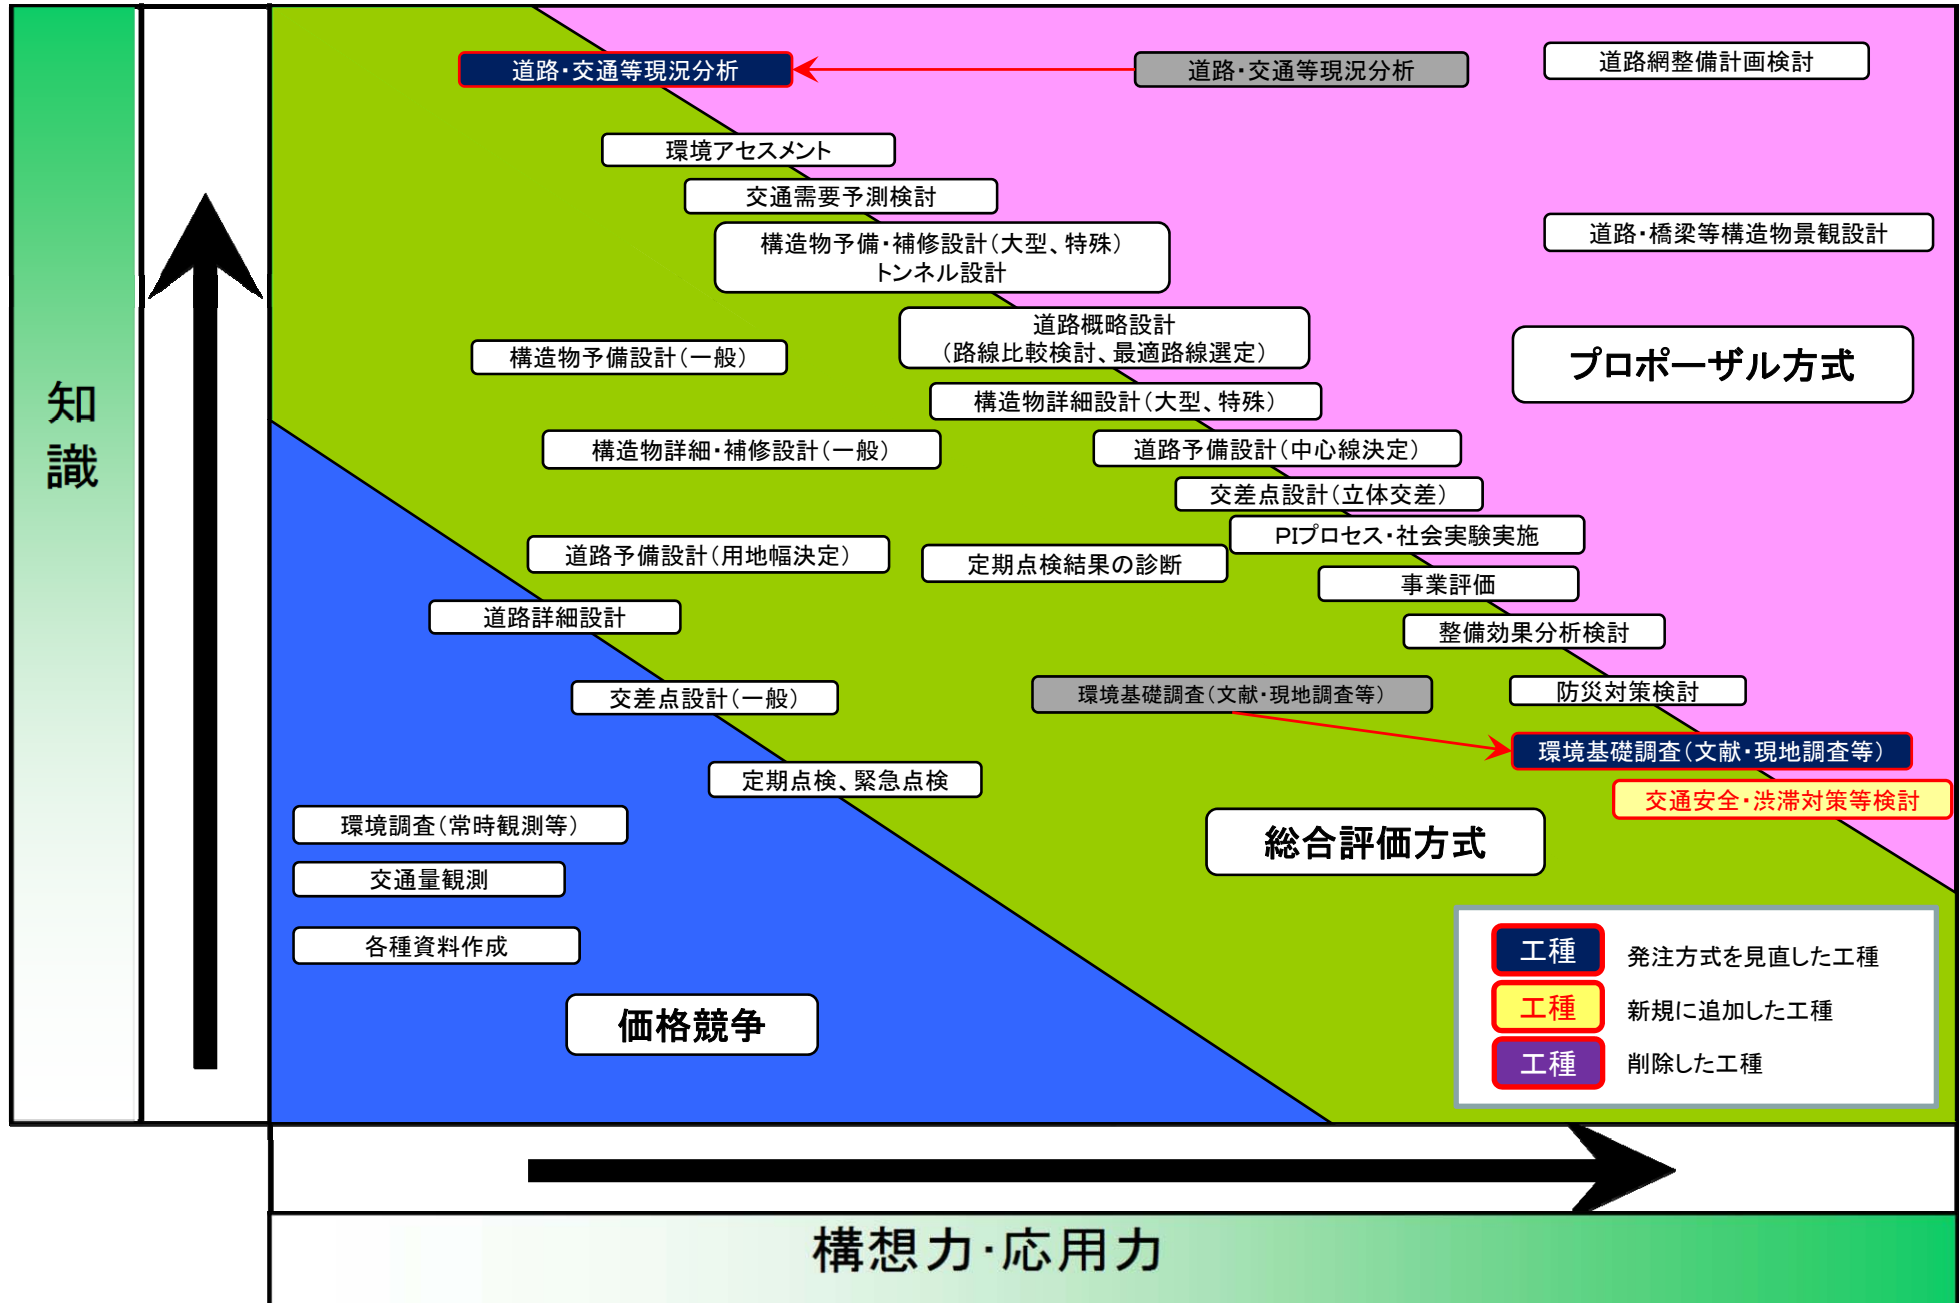 道路・交通等現況分析
道路・交通等現況分析
道路網整備計画検討
環境アセスメント
交通需要予測検討
道路・橋梁等構造物景観設計
構造物予備・補修設計(大型、特殊)
トンネル設計
道路概略設計
(路線比較検討、最適路線選定)
構造物予備設計(一般)
プロポーザル方式
知
識
構造物詳細設計(大型、特殊)
構造物詳細・補修設計(一般)
道路予備設計(中心線決定)
交差点設計(立体交差)
PIプロセス・社会実験実施
道路予備設計(用地幅決定)
定期点検結果の診断
事業評価
道路詳細設計
整備効果分析検討
交差点設計(一般)
環境基礎調査(文献・現地調査等)
防災対策検討
環境基礎調査(文献・現地調査等)
定期点検、緊急点検
交通安全・渋滞対策等検討
環境調査(常時観測等)
総合評価方式
交通量観測
各種資料作成
価格競争
工種 発注方式を見直した工種
工種 新規に追加した工種
工種 削除した工種
構想力・応用力